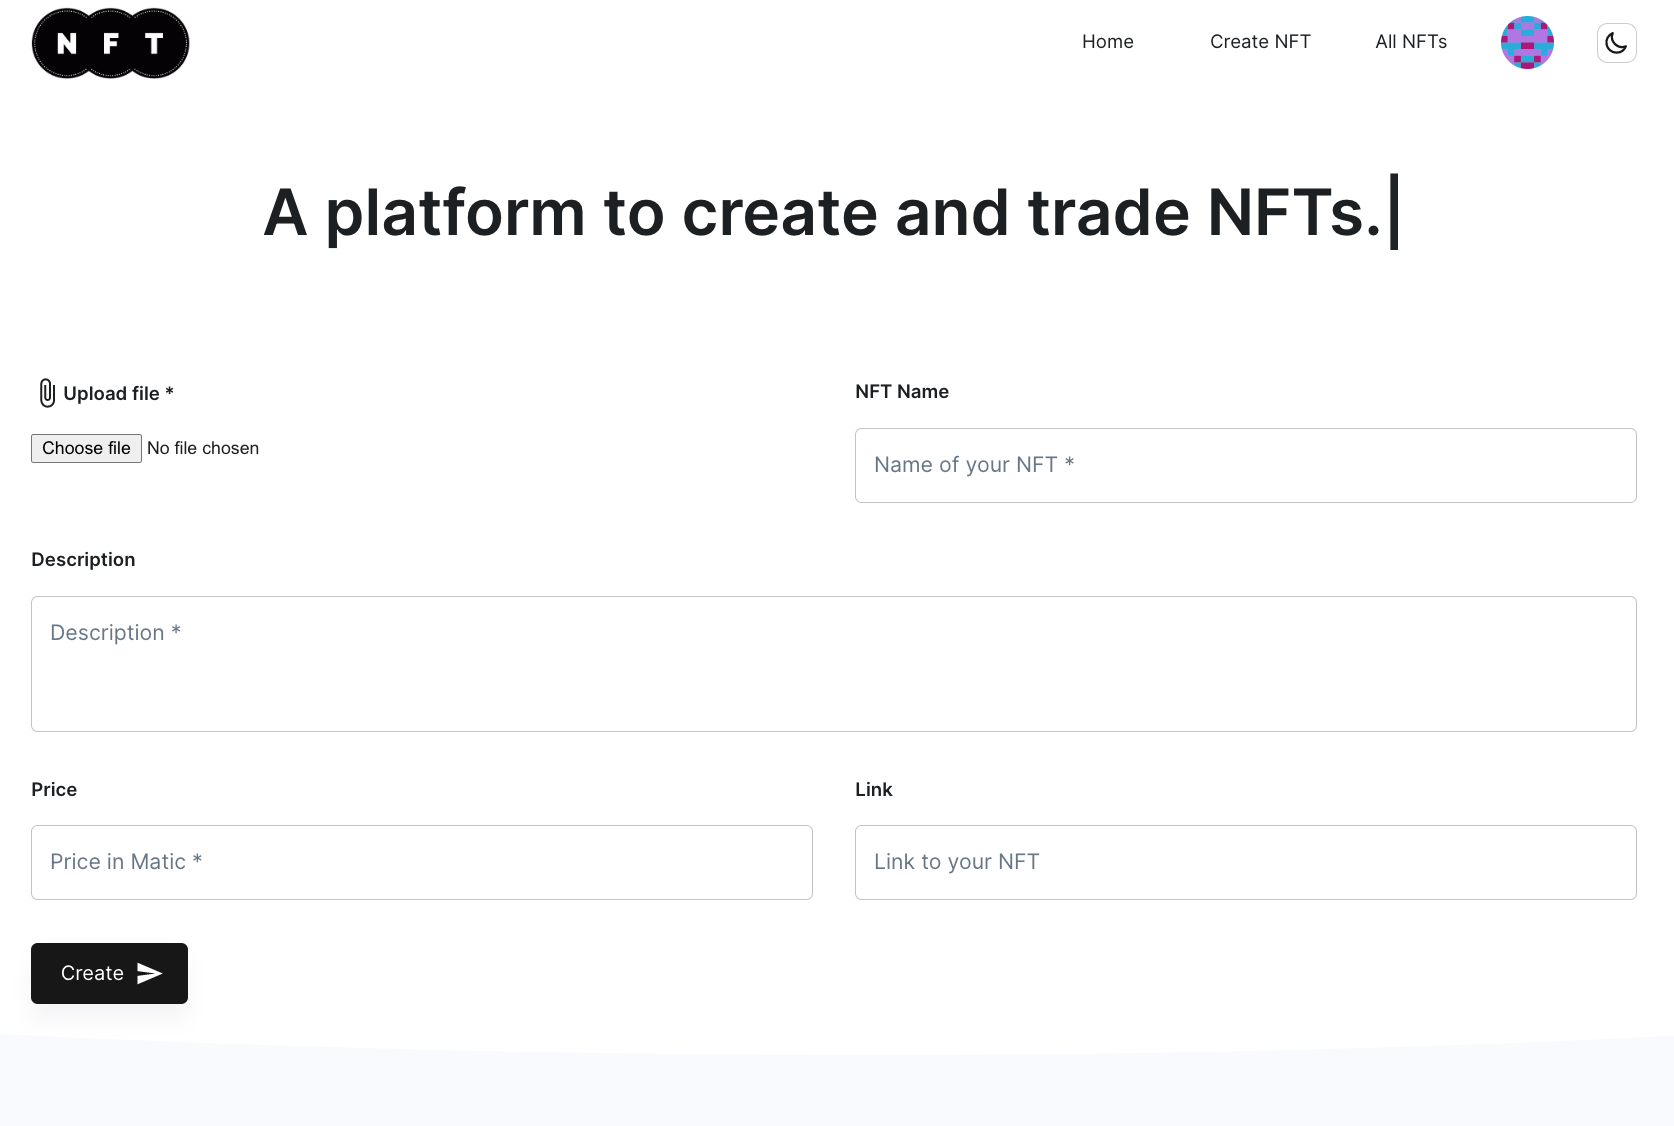 N F T
Home
Create NFT
All NFTs
A platform to create and trade NFTs.|
Upload file *
Choose file No file chosen
NFT Name
Name of your NFT *
Description
Description *
Price
Price in Matic *
Link
Link to your NFT
Create